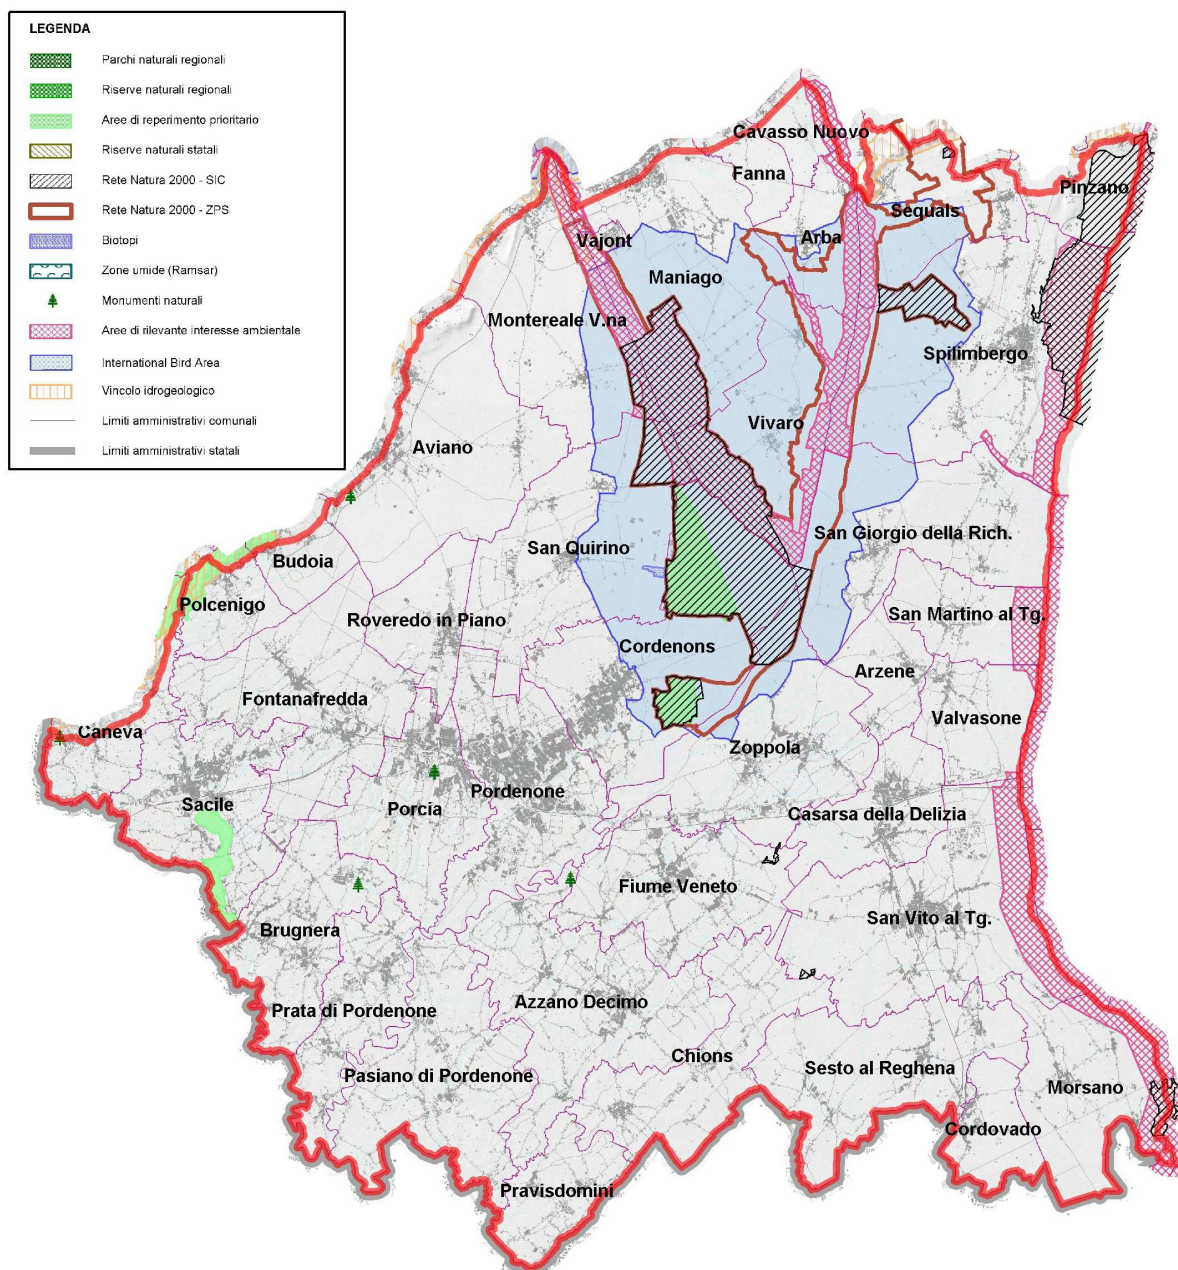 LEGENDA
Parchi naturali regionali
Riserve naturali regionali
Aree di reperimento prioritario
Riserve naturali statali
Rete Natura 2000 - SIC
Rete Natura 2000 - ZPS
Biotopi
Zone umide (Ramsar)
Monumenti naturali
Aree di rilevante interesse ambientale
International Bird Area
Vincolo idrogeologico
Limiti amministrativi comunali
Limiti amministrativi statali
Cavasso Nuovo
Fanna
Pinzano
Sequals
Vajont
Arba
Maniago
Montereale V.na
Spilimbergo
Vivaro
Aviano
San Giorgio della Rich.
San Quirino
Budoia
Polcenigo
San Martino al Tg.
Roveredo in Piano
Cordenons
Arzene
Fontanafredda
Valvasone
Caneva
Zoppola
Pordenone
Sacile
Porcia
Casarsa della Delizia
Fiume Veneto
San Vito al Tg.
Brugnera
Azzano Decimo
Prata di Pordenone
Chions
Sesto al Reghena
Pasiano di Pordenone
Morsano
Cordovado
Pravisdomini